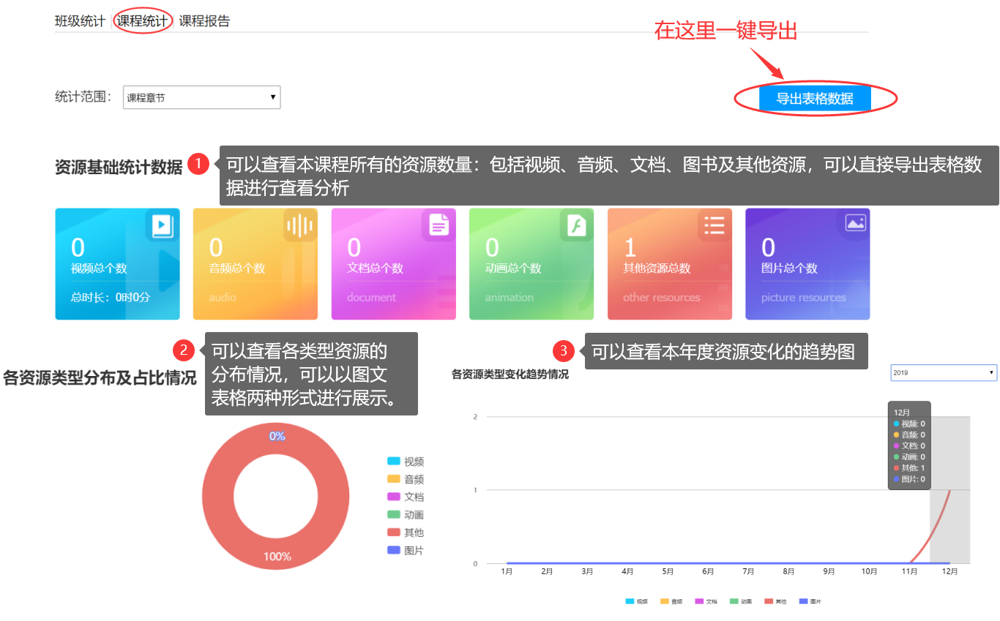 班级统计 课程统计 课程报告
在这里一键导出
统计范围： 课程章节
导出表格数据
资源基础统计数据
1
可以查看本课程所有的资源数量：包括视频、音频、文档、图书及其他资源，可以直接导出表格数
据进行查看分析
0
视频总个数
总时长：0时0分
0
音频总个数
audio
0
文档总个数
document
0
动画总个数
animation
1
其他资源总数
other resources
0
图片总个数
picture resources
各资源类型分布及占比情况
2
可以查看各类型资源的
分布情况，可以以图文
表格两种形式进行展示。
0%
100%
视频
音频
文档
动画
其他
图片
3
可以查看本年度资源变化的趋势图
各资源类型变化趋势情况
2019
12月
视频: 0
音频: 0
文档: 0
动画: 0
其他: 1
图片: 0
2
1
0
1月 2月 3月 4月 5月 6月 7月 8月 9月 10月 11月 12月
视频 音频 文档 动画 其他 图片